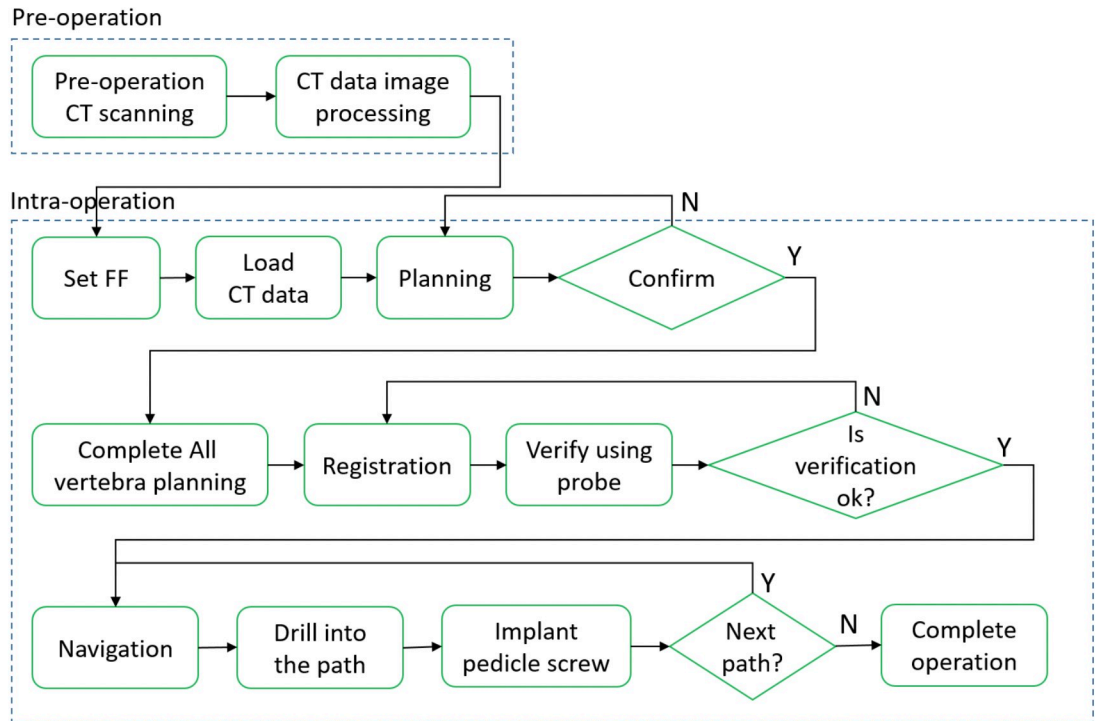 Pre-operation
Pre-operation
CT scanning
CT data image
processing
Intra-operation
Set FF
Load
CT data
Planning
Confirm
N
Y
Complete All
vertebra planning
Registration
Verify using
probe
Is
verification
ok?
N
Y
Navigation
Drill into
the path
Implant
pedicle screw
Next
path?
Y
N
Complete
operation